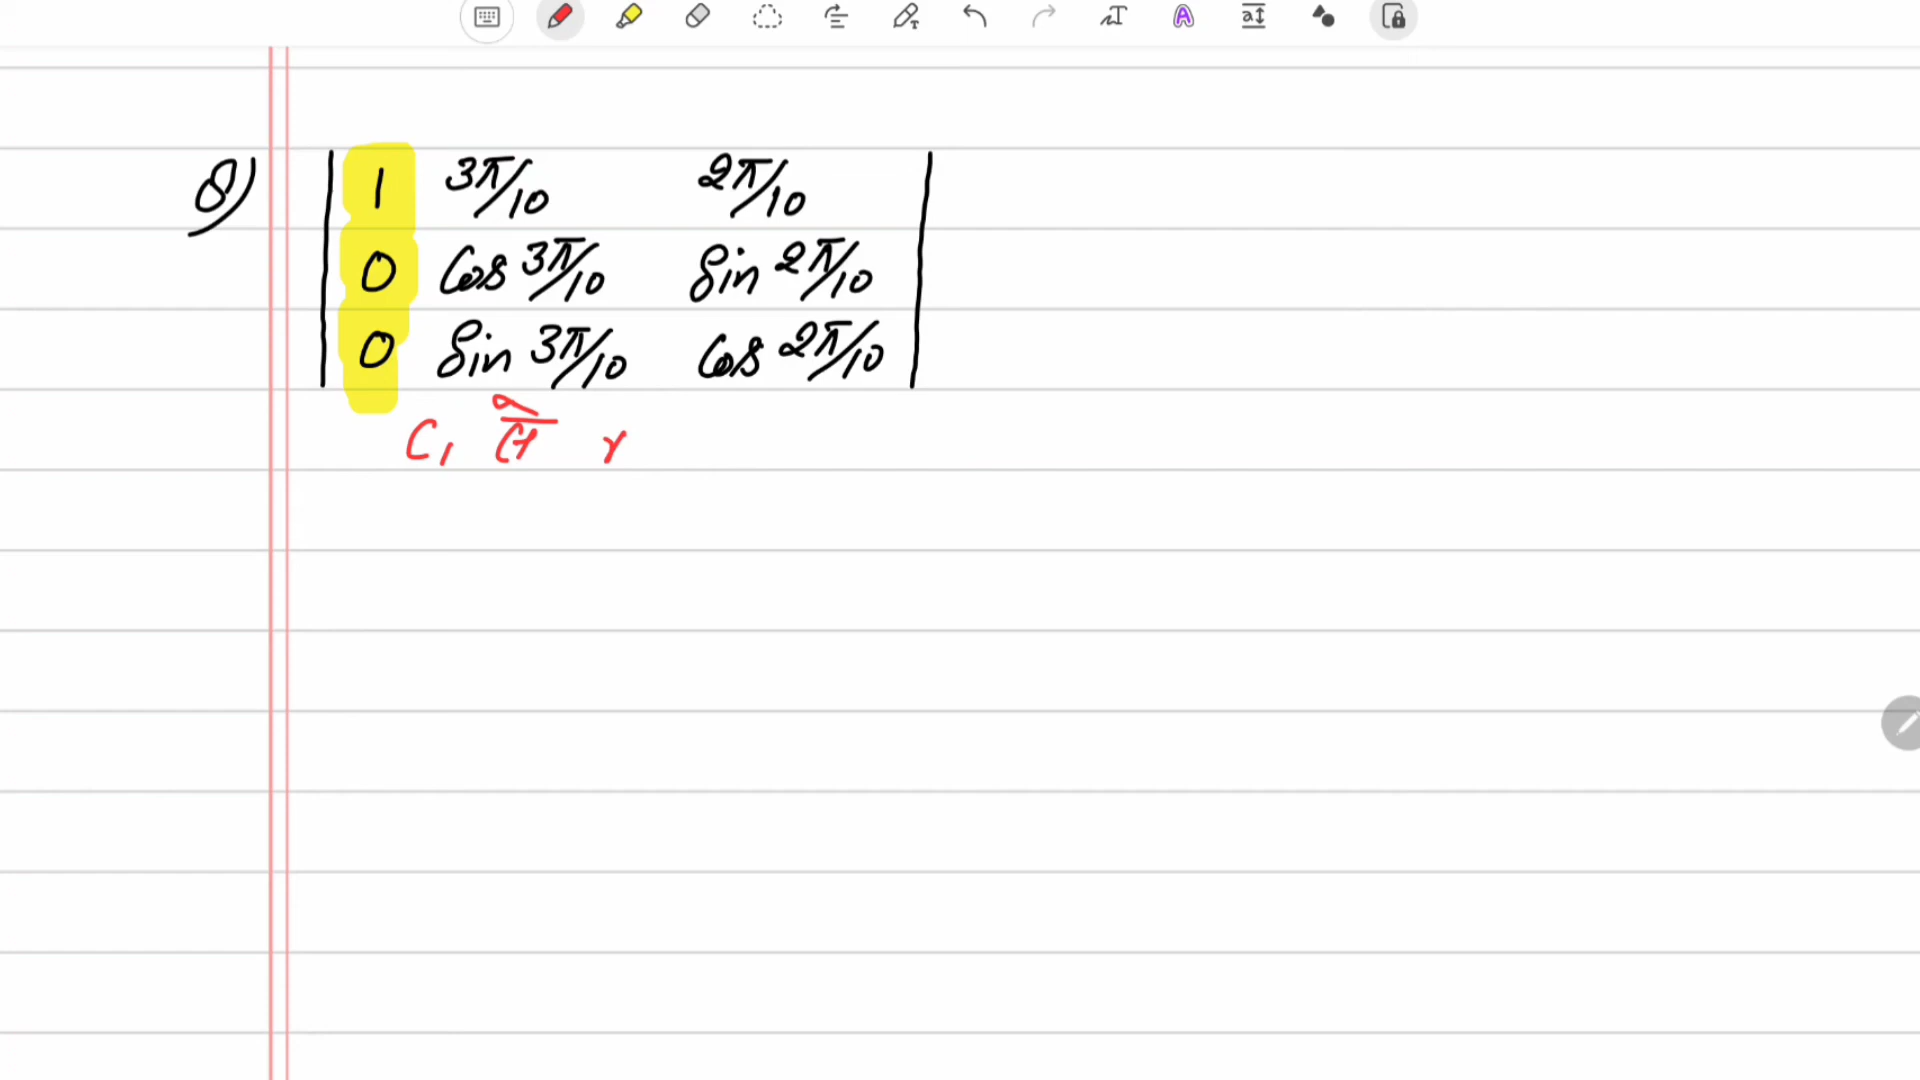 8) | 1 3π/10 2π/10 |
| 0 Cos 3π/10 Sin 2π/10 |
| 0 Sin 3π/10 Cos 2π/10 |
C₁